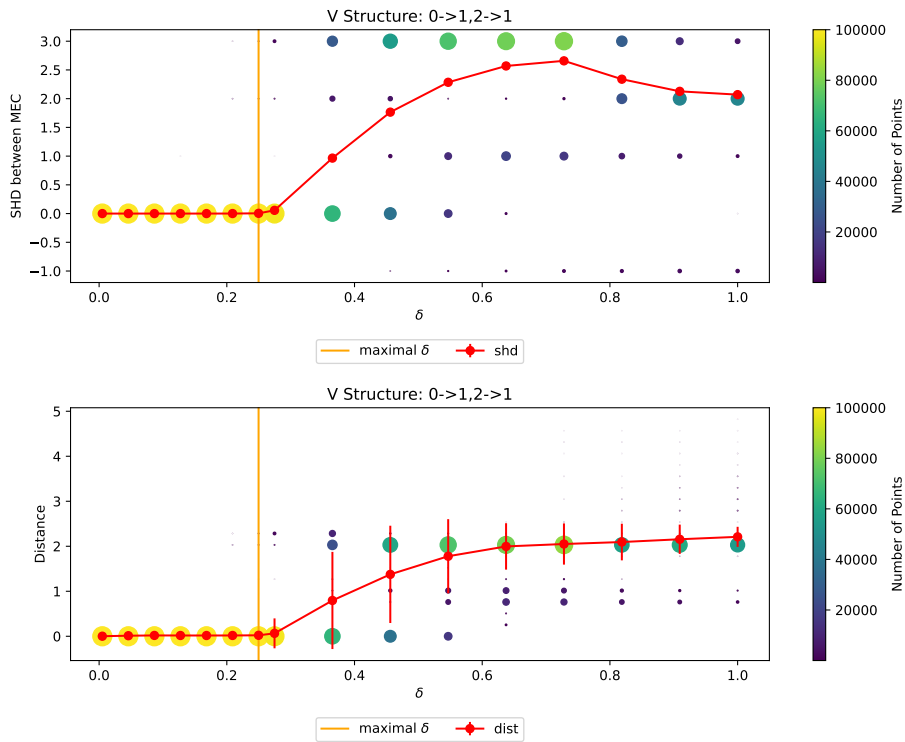 V Structure: 0->1,2->1
SHD between MEC
3.0
2.5
2.0
1.5
1.0
0.5
0.0
−0.5
−1.0
0.0 0.2 0.4 0.6 0.8 1.0
δ
maximal δ shd
100000
80000
60000
40000
20000
Number of Points
V Structure: 0->1,2->1
Distance
5
4
3
2
1
0
0.0 0.2 0.4 0.6 0.8 1.0
δ
maximal δ dist
100000
80000
60000
40000
20000
Number of Points